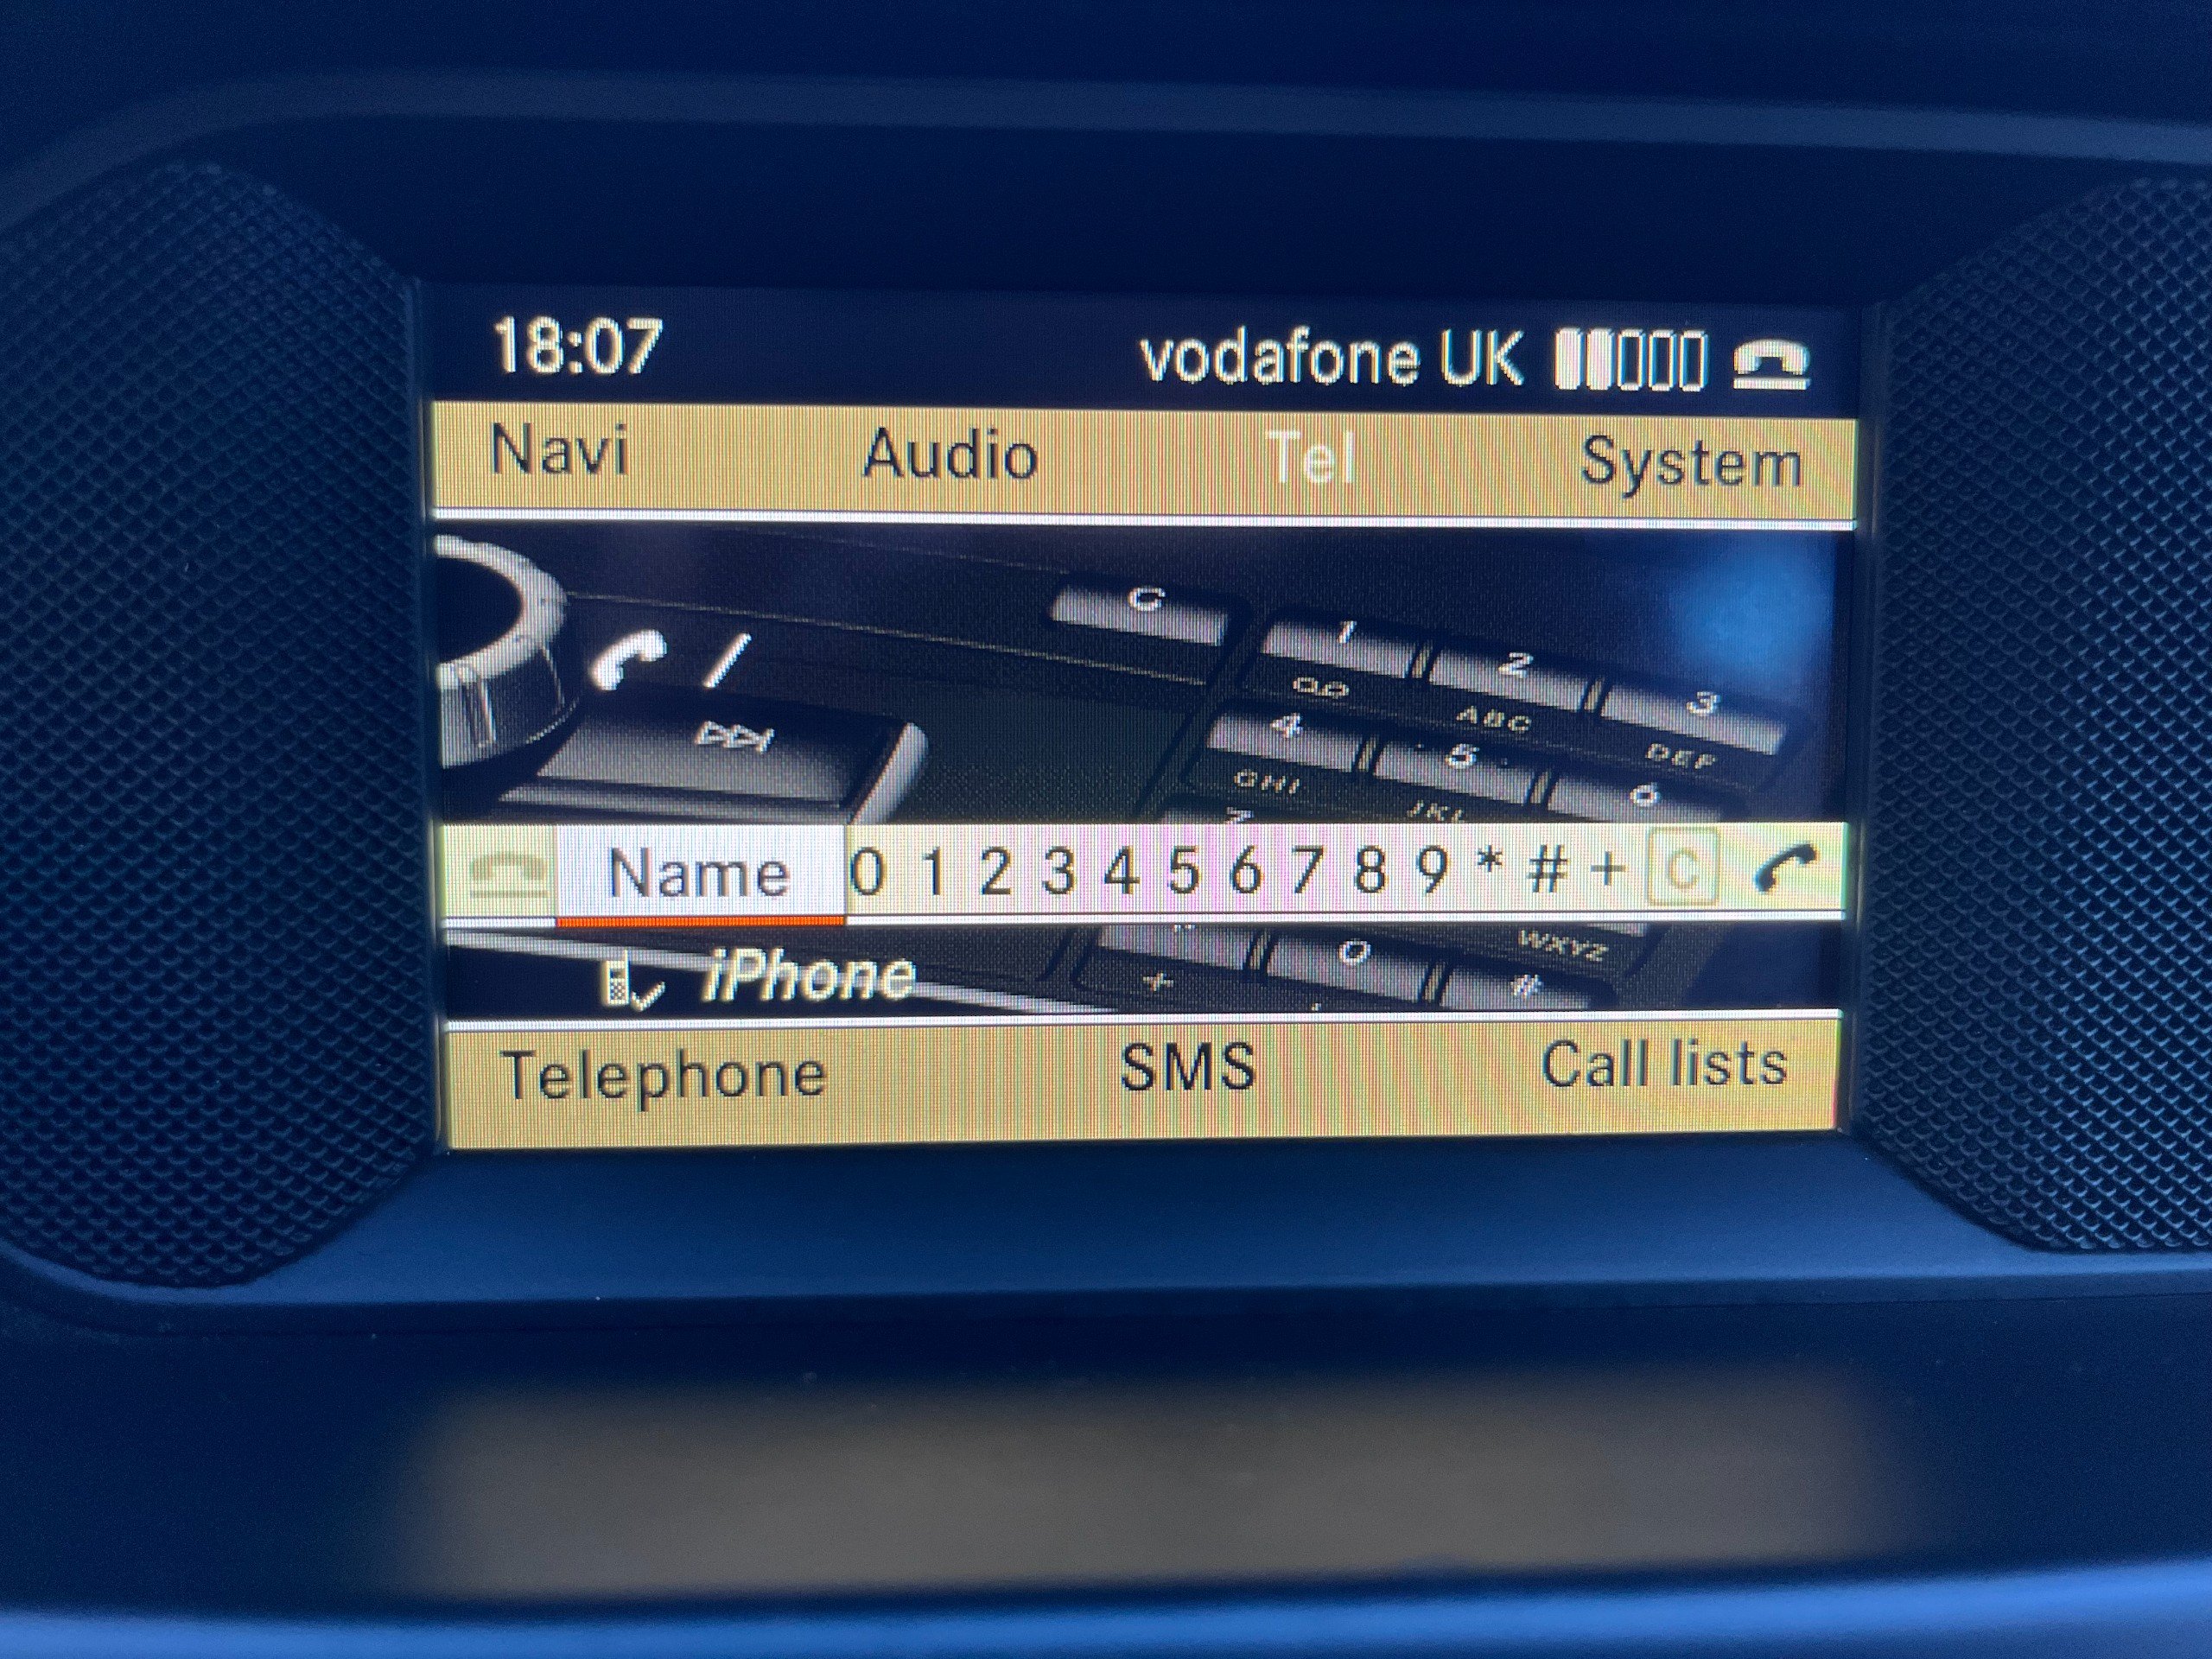 18:07 vodafone UK
Navi Audio Tel System
C
1 2 3
ABC DEF
4 5 6
GHI JKL
7
Name 0 1 2 3 4 5 6 7 8 9 * # + C
WXYZ
iPhone
+ 0 #
Telephone SMS Call lists